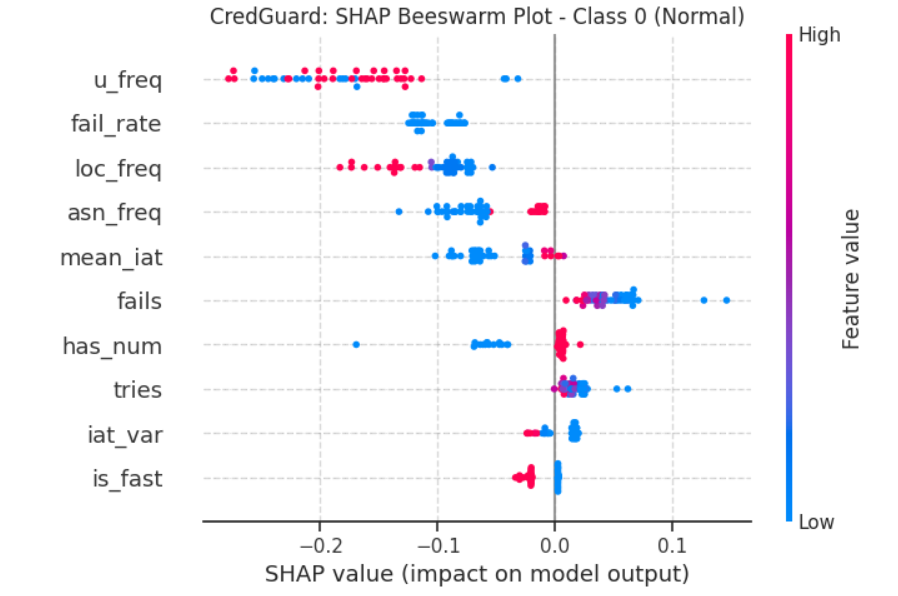 CredGuard: SHAP Beeswarm Plot - Class 0 (Normal)
High
u_freq
fail_rate
loc_freq
asn_freq
mean_iat
fails
has_num
tries
iat_var
is_fast
Feature value
Low
−0.2 −0.1 0.0 0.1
SHAP value (impact on model output)